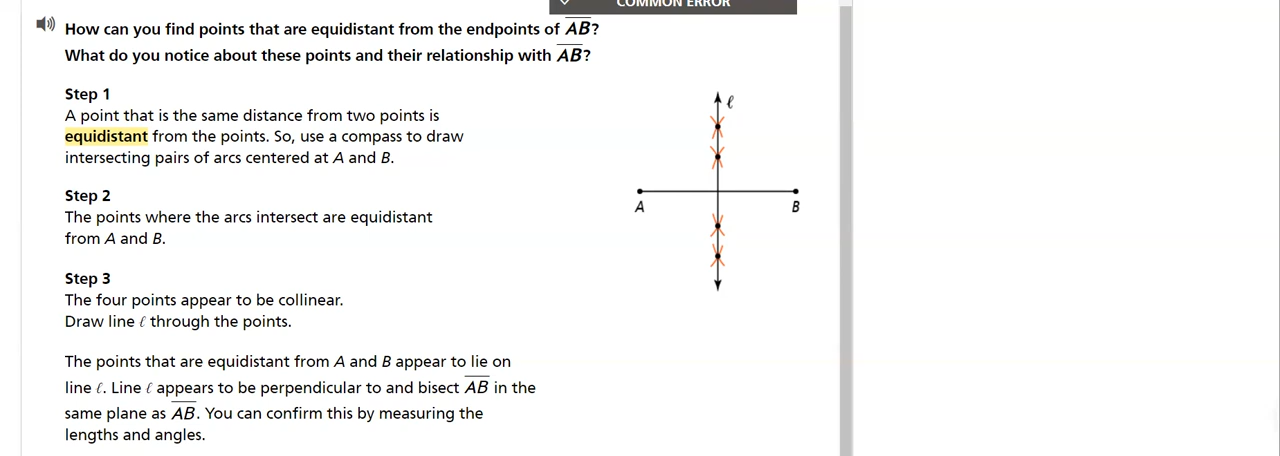 COMMON ERROR
How can you find points that are equidistant from the endpoints of AB?
What do you notice about these points and their relationship with AB?
Step 1
A point that is the same distance from two points is
equidistant from the points. So, use a compass to draw
intersecting pairs of arcs centered at A and B.
Step 2
The points where the arcs intersect are equidistant
from A and B.
Step 3
The four points appear to be collinear.
Draw line ℓ through the points.
The points that are equidistant from A and B appear to lie on
line ℓ. Line ℓ appears to be perpendicular to and bisect AB in the
same plane as AB. You can confirm this by measuring the
lengths and angles.
ℓ
A B